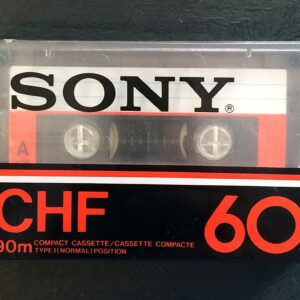 SONY®
A
CHF 60
90m COMPACT CASSETTE/CASSETTE COMPACTE
TYPE I (NORMAL) POSITION